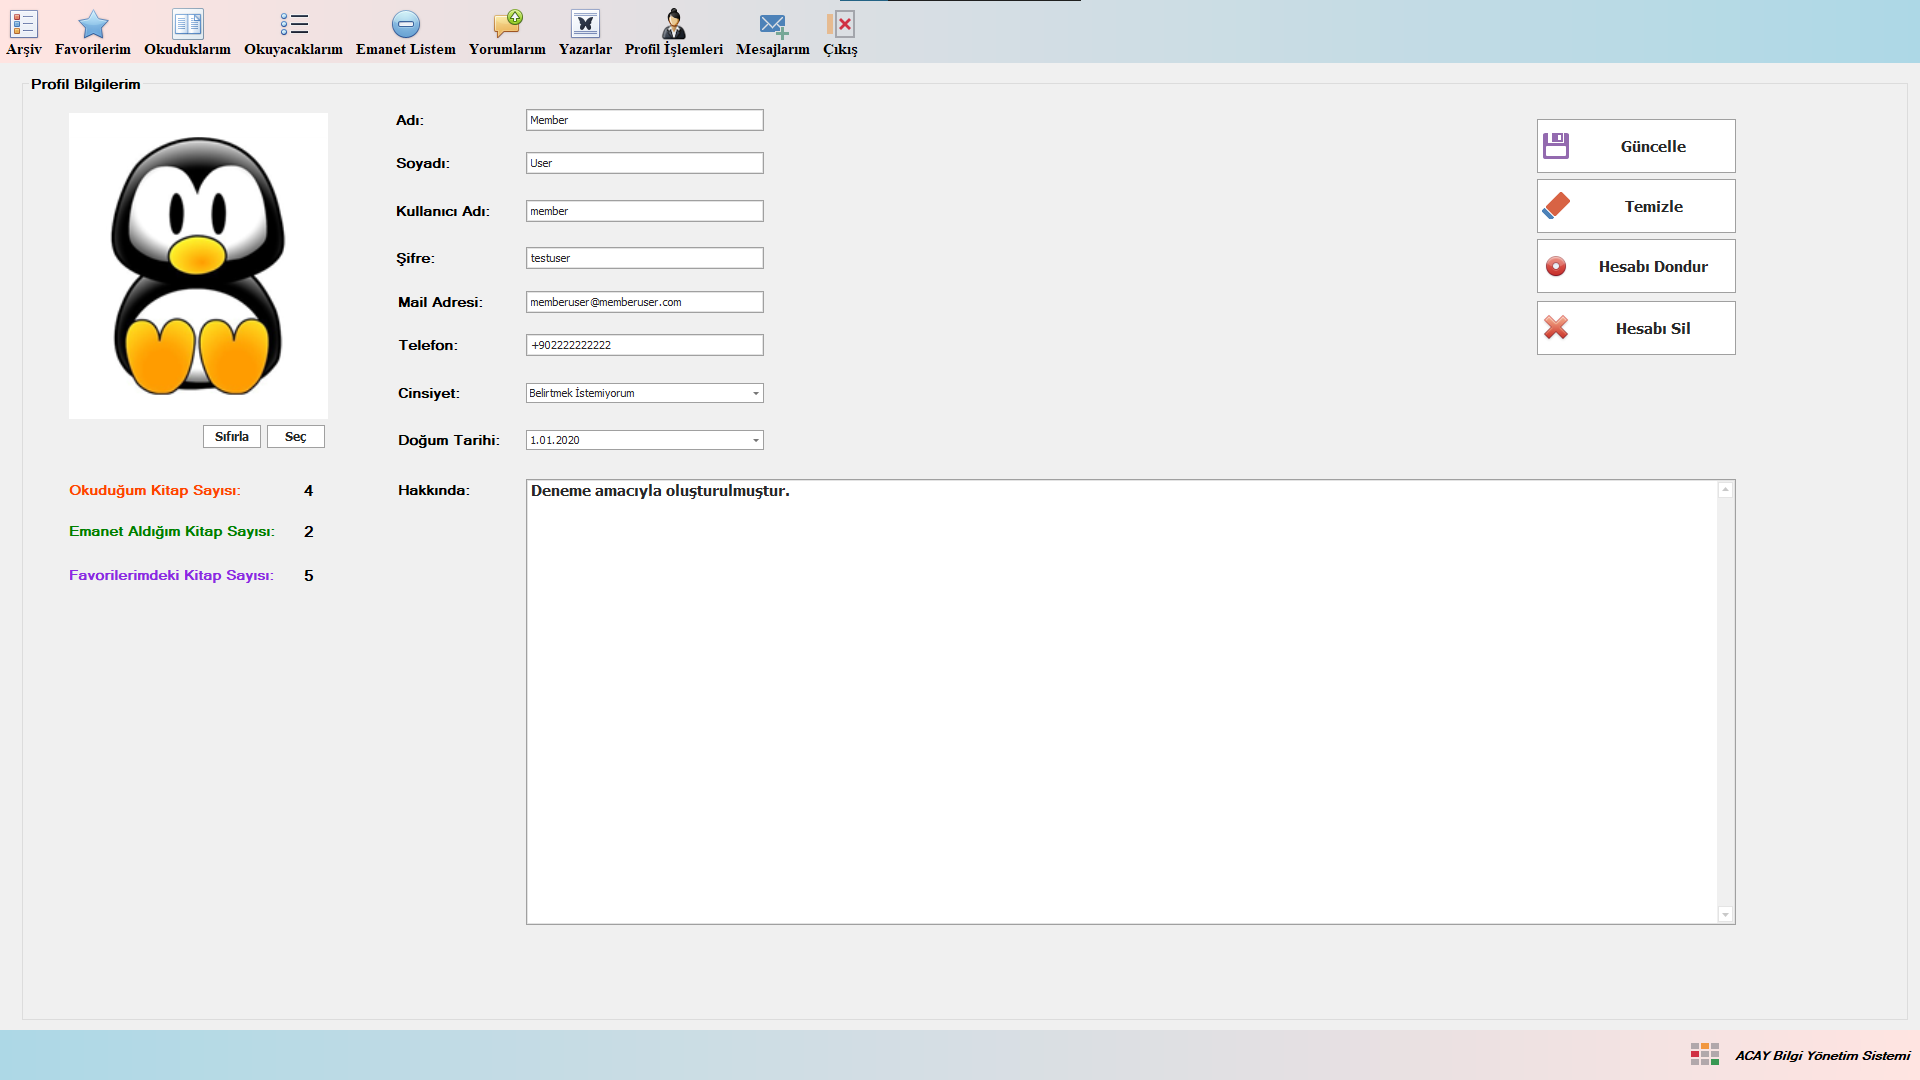 Arşiv Favorilerim Okuduklarım Okuyacaklarım Emanet Listem Yorumlarım Yazarlar Profil İşlemleri Mesajlarım Çıkış
Profil Bilgilerim
Adı: Member
Soyadı: User
Kullanıcı Adı: member
Şifre: testuser
Mail Adresi: memberuser@memberuser.com
Telefon: +902222222222
Cinsiyet: Belirtmek İstemiyorum
Doğum Tarihi: 1.01.2020
Hakkında: Deneme amacıyla oluşturulmuştur.
Güncelle
Temizle
Hesabı Dondur
Hesabı Sil
Sıfırla Seç
Okuduğum Kitap Sayısı: 4
Emanet Aldığım Kitap Sayısı: 2
Favorilerimdeki Kitap Sayısı: 5
ACAY Bilgi Yönetim Sistemi